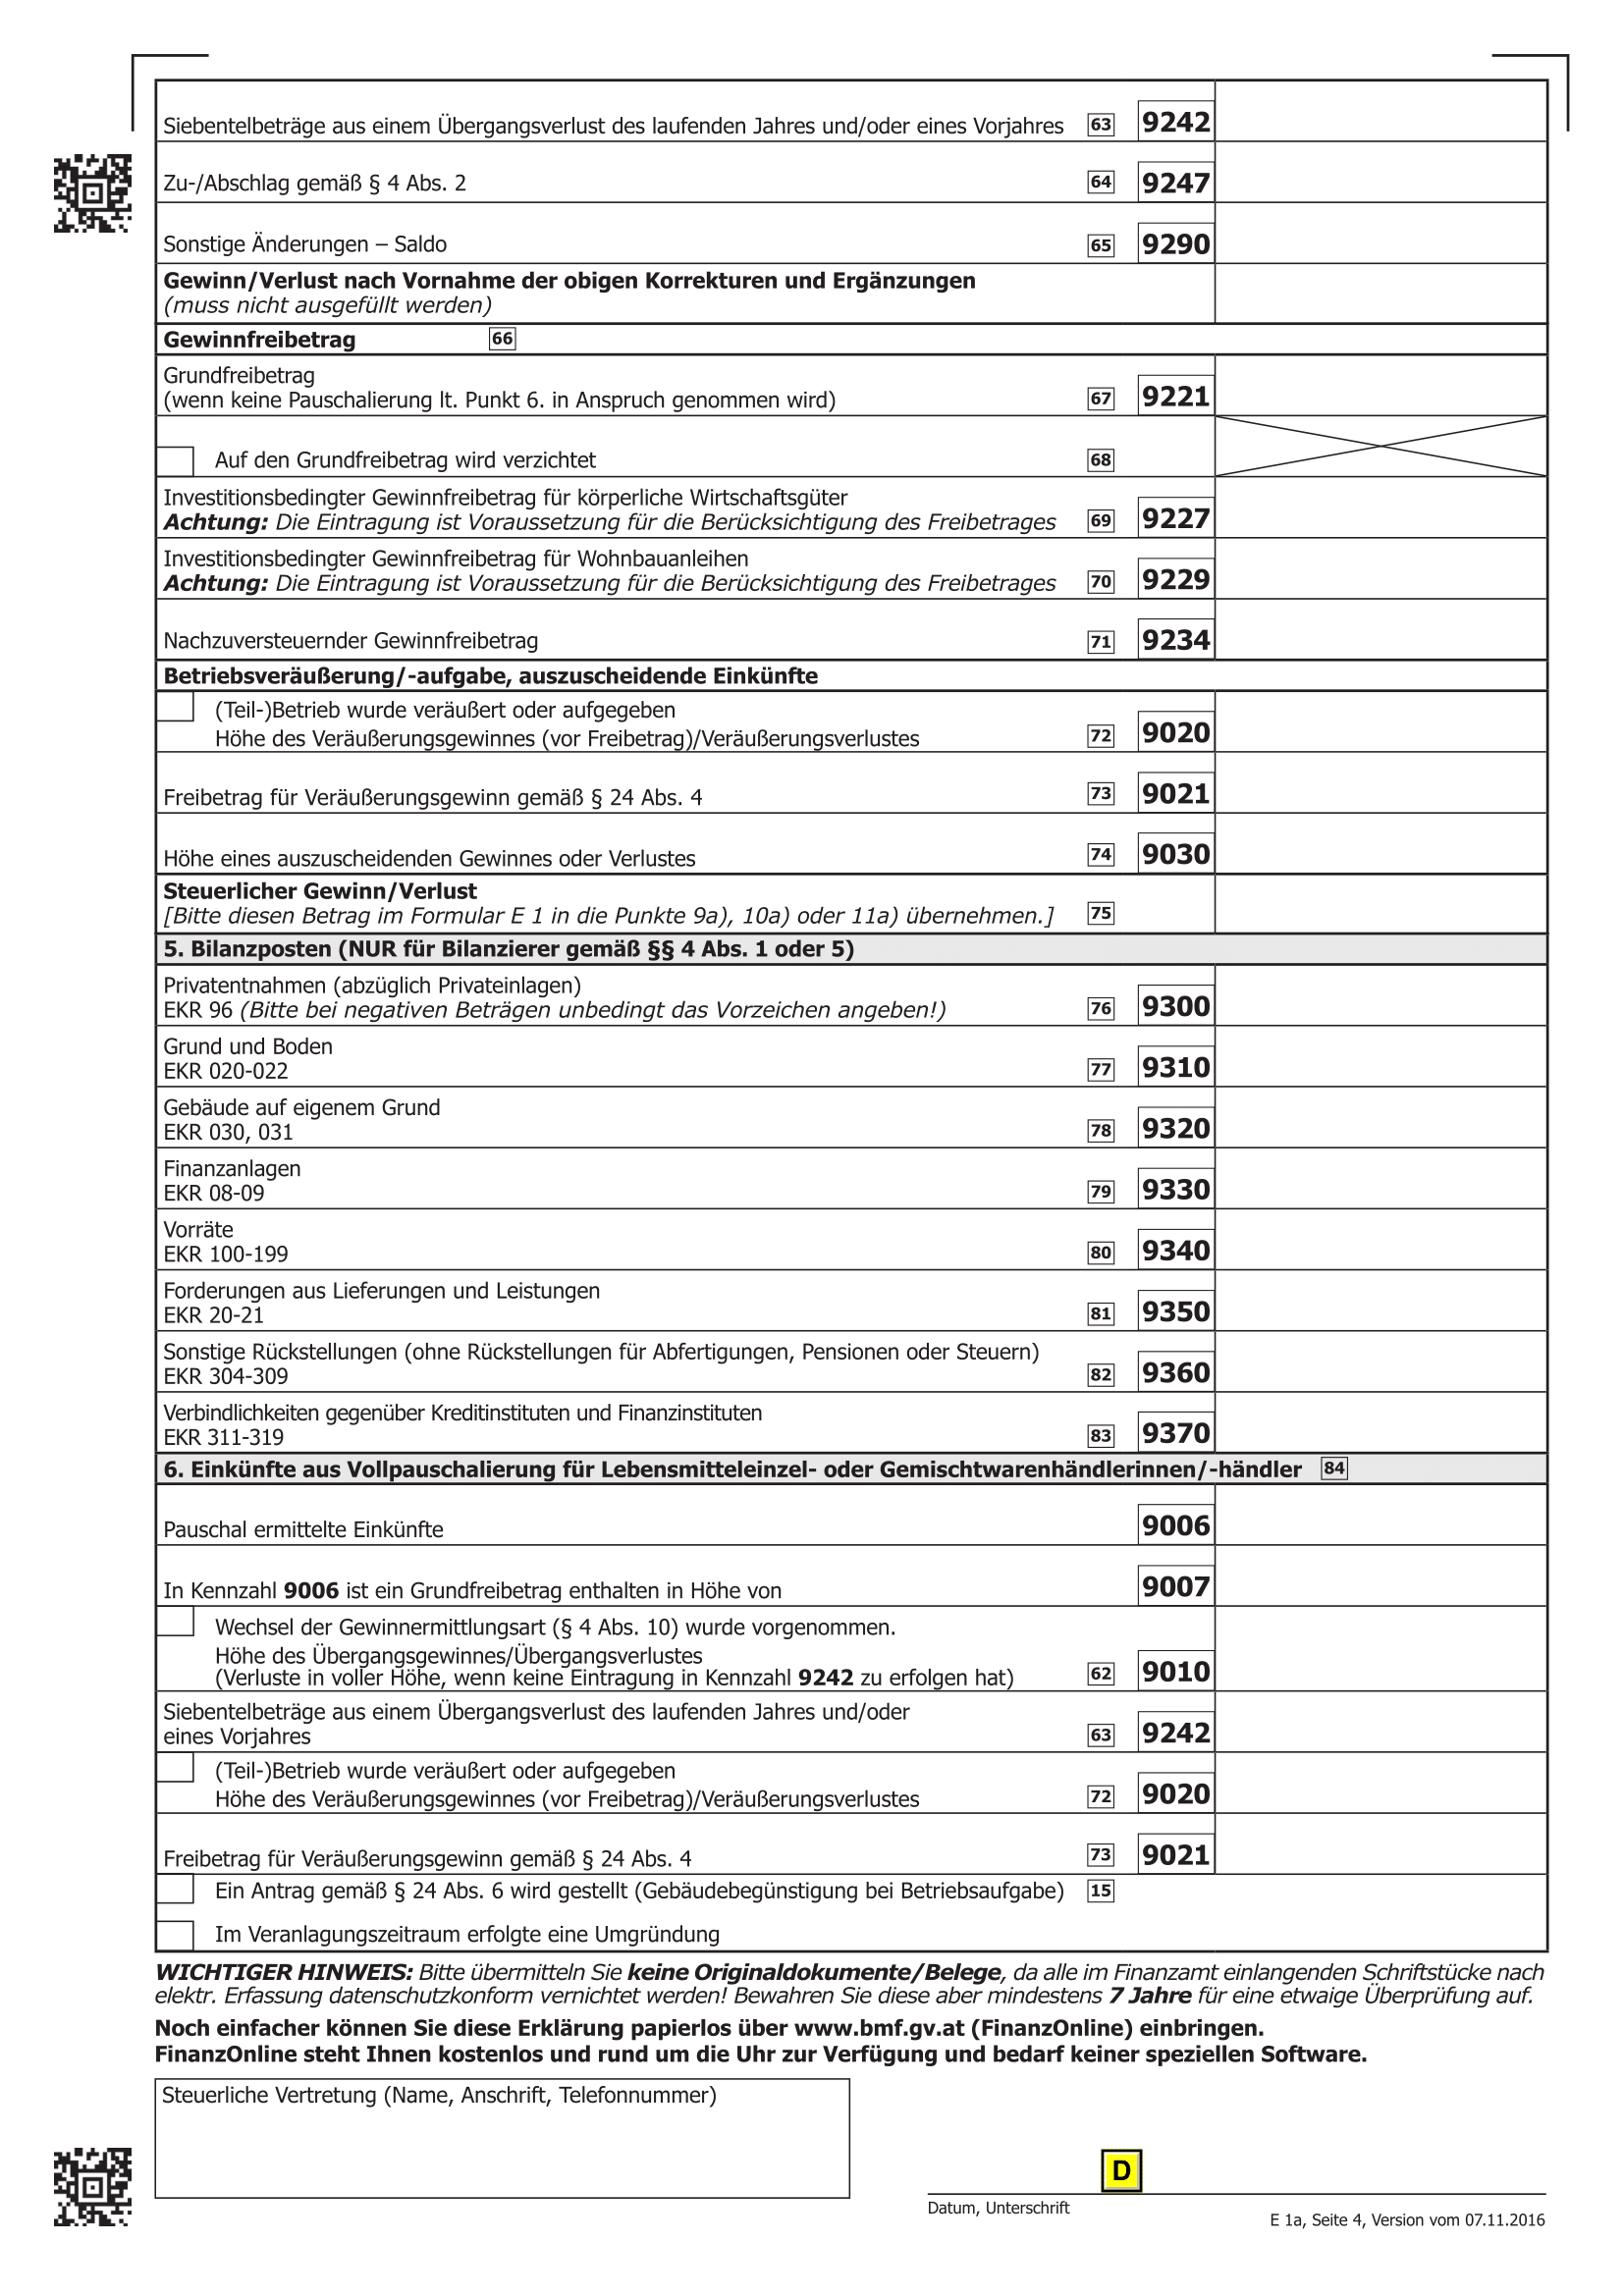 Siebentelbeträge aus einem Übergangsverlust des laufenden Jahres und/oder eines Vorjahres 63 9242
Zu-/Abschlag gemäß § 4 Abs. 2 64 9247
Sonstige Änderungen – Saldo 65 9290
Gewinn/Verlust nach Vornahme der obigen Korrekturen und Ergänzungen
(muss nicht ausgefüllt werden)
Gewinnfreibetrag 66
Grundfreibetrag
(wenn keine Pauschalierung lt. Punkt 6. in Anspruch genommen wird) 67 9221
Auf den Grundfreibetrag wird verzichtet 68
Investitionsbedingter Gewinnfreibetrag für körperliche Wirtschaftsgüter
Achtung: Die Eintragung ist Voraussetzung für die Berücksichtigung des Freibetrages 69 9227
Investitionsbedingter Gewinnfreibetrag für Wohnbauanleihen
Achtung: Die Eintragung ist Voraussetzung für die Berücksichtigung des Freibetrages 70 9229
Nachzuversteuernder Gewinnfreibetrag 71 9234
Betriebsveräußerung/-aufgabe, auszuscheidende Einkünfte
(Teil-)Betrieb wurde veräußert oder aufgegeben
Höhe des Veräußerungsgewinnes (vor Freibetrag)/Veräußerungsverlustes 72 9020
Freibetrag für Veräußerungsgewinn gemäß § 24 Abs. 4 73 9021
Höhe eines auszuscheidenden Gewinnes oder Verlustes 74 9030
Steuerlicher Gewinn/Verlust
[Bitte diesen Betrag im Formular E 1 in die Punkte 9a), 10a) oder 11a) übernehmen.] 75
5. Bilanzposten (NUR für Bilanzierer gemäß §§ 4 Abs. 1 oder 5)
Privatentnahmen (abzüglich Privateinlagen)
EKR 96 (Bitte bei negativen Beträgen unbedingt das Vorzeichen angeben!) 76 9300
Grund und Boden
EKR 020-022 77 9310
Gebäude auf eigenem Grund
EKR 030, 031 78 9320
Finanzanlagen
EKR 08-09 79 9330
Vorräte
EKR 100-199 80 9340
Forderungen aus Lieferungen und Leistungen
EKR 20-21 81 9350
Sonstige Rückstellungen (ohne Rückstellungen für Abfertigungen, Pensionen oder Steuern)
EKR 304-309 82 9360
Verbindlichkeiten gegenüber Kreditinstituten und Finanzinstituten
EKR 311-319 83 9370
6. Einkünfte aus Vollpauschalierung für Lebensmitteleinzel- oder Gemischtwarenhändlerinnen/-händler 84
Pauschal ermittelte Einkünfte 9006
In Kennzahl 9006 ist ein Grundfreibetrag enthalten in Höhe von 9007
Wechsel der Gewinnermittlungsart (§ 4 Abs. 10) wurde vorgenommen.
Höhe des Übergangsgewinnes/Übergangsverlustes
(Verluste in voller Höhe, wenn keine Eintragung in Kennzahl 9242 zu erfolgen hat) 62 9010
Siebentelbeträge aus einem Übergangsverlust des laufenden Jahres und/oder
eines Vorjahres 63 9242
(Teil-)Betrieb wurde veräußert oder aufgegeben
Höhe des Veräußerungsgewinnes (vor Freibetrag)/Veräußerungsverlustes 72 9020
Freibetrag für Veräußerungsgewinn gemäß § 24 Abs. 4 73 9021
Ein Antrag gemäß § 24 Abs. 6 wird gestellt (Gebäudebegünstigung bei Betriebsaufgabe) 15
Im Veranlagungszeitraum erfolgte eine Umgründung
WICHTIGER HINWEIS: Bitte übermitteln Sie keine Originaldokumente/Belege, da alle im Finanzamt einlangenden Schriftstücke nach
elektr. Erfassung datenschutzkonform vernichtet werden! Bewahren Sie diese aber mindestens 7 Jahre für eine etwaige Überprüfung auf.
Noch einfacher können Sie diese Erklärung papierlos über www.bmf.gv.at (FinanzOnline) einbringen.
FinanzOnline steht Ihnen kostenlos und rund um die Uhr zur Verfügung und bedarf keiner speziellen Software.
Steuerliche Vertretung (Name, Anschrift, Telefonnummer)
D
Datum, Unterschrift
E 1a, Seite 4, Version vom 07.11.2016